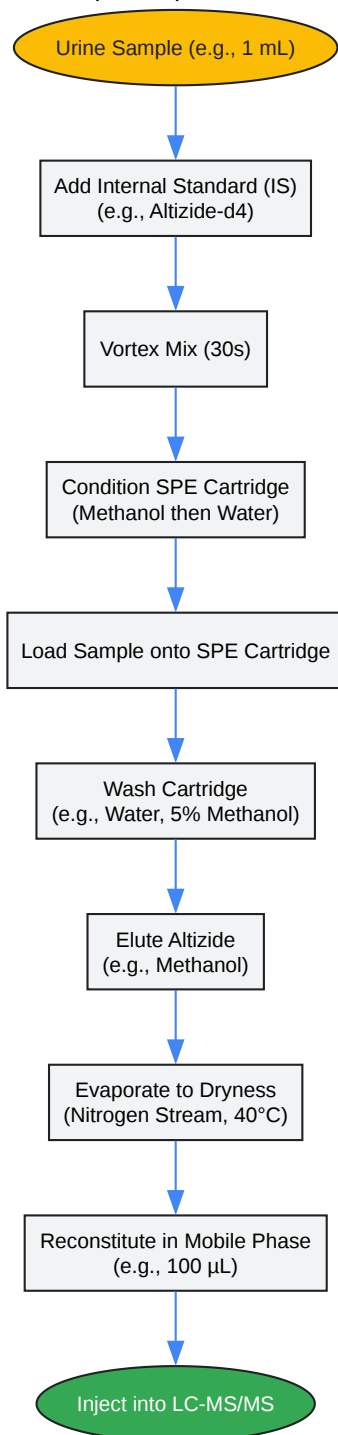 Urine Sample (e.g., 1 mL)
Add Internal Standard (IS)
(e.g., Altizide-d4)
Vortex Mix (30s)
Condition SPE Cartridge
(Methanol then Water)
Load Sample onto SPE Cartridge
Wash Cartridge
(e.g., Water, 5% Methanol)
Elute Altizide
(e.g., Methanol)
Evaporate to Dryness
(Nitrogen Stream, 40°C)
Reconstitute in Mobile Phase
(e.g., 100 µL)
Inject into LC-MS/MS